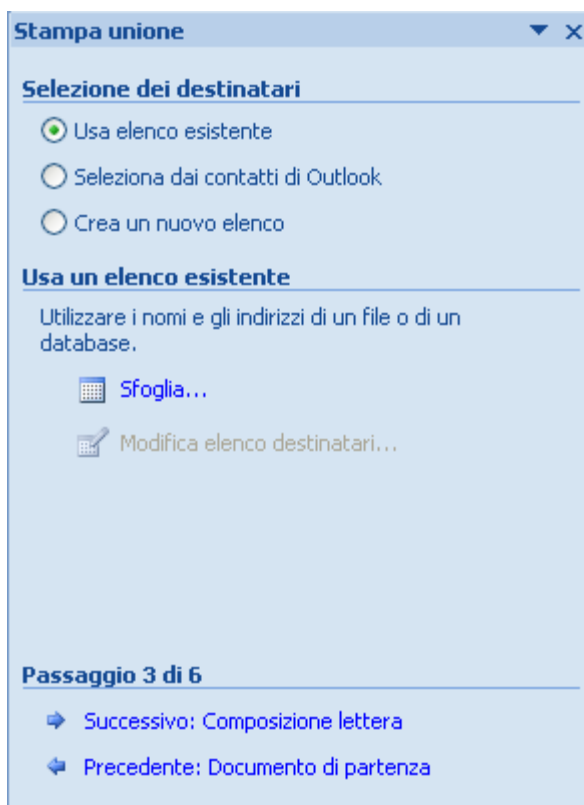 Stampa unione
Selezione dei destinatari
Usa elenco esistente
Seleziona dai contatti di Outlook
Crea un nuovo elenco
Usa un elenco esistente
Utilizzare i nomi e gli indirizzi di un file o di un
database.
Sfoglia...
Modifica elenco destinatari...
Passaggio 3 di 6
Successivo: Composizione lettera
Precedente: Documento di partenza